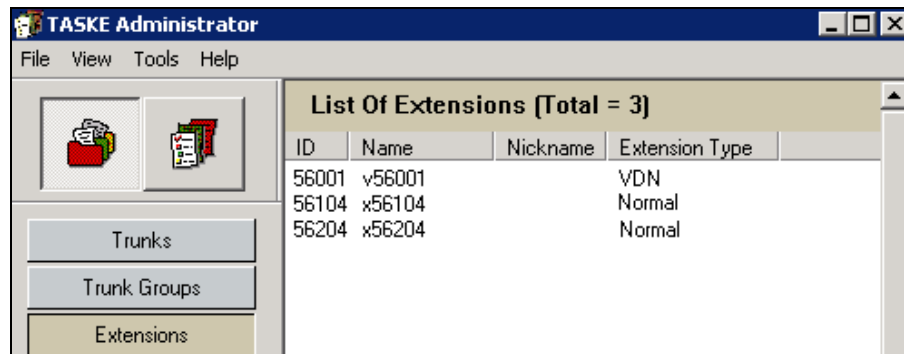 TASKE Administrator
File View Tools Help
List Of Extensions (Total = 3)
ID Name Nickname Extension Type
56001 v56001 VDN
56104 x56104 Normal
56204 x56204 Normal
Trunks
Trunk Groups
Extensions